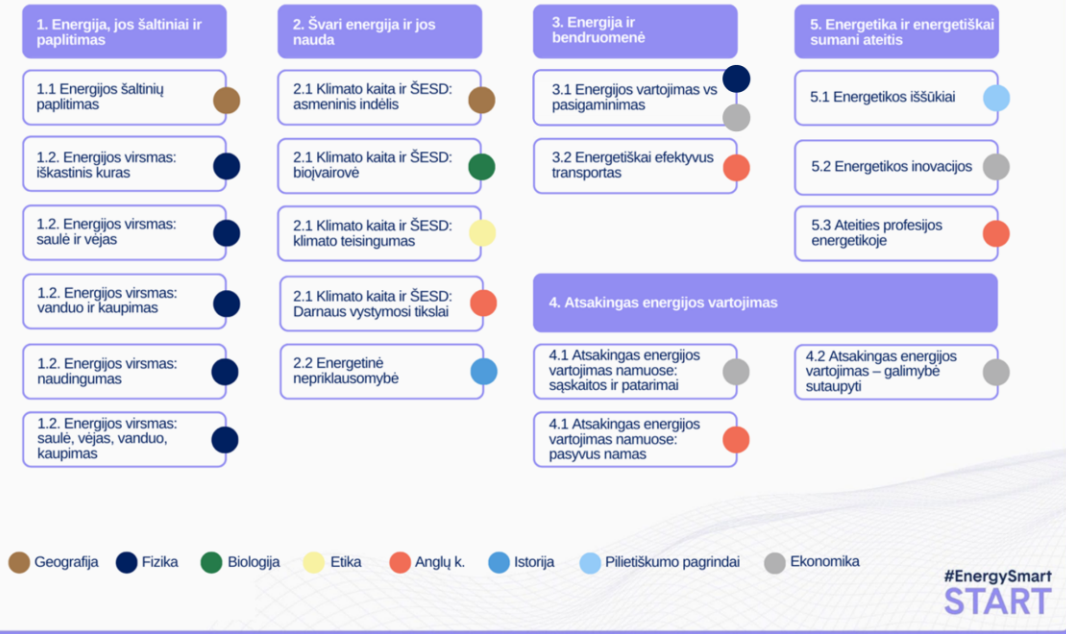 1. Energija, jos šaltiniai ir
paplitimas
1.1 Energijos šaltinių
paplitimas
1.2. Energijos virsmas:
iškastinis kuras
1.2. Energijos virsmas:
saulė ir vėjas
1.2. Energijos virsmas:
vanduo ir kaupimas
1.2. Energijos virsmas:
naudingumas
1.2. Energijos virsmas:
saulė, vėjas, vanduo,
kaupimas
2. Švari energija ir jos
nauda
2.1 Klimato kaita ir ŠESD:
asmeninis indėlis
2.1 Klimato kaita ir ŠESD:
bioįvairovė
2.1 Klimato kaita ir ŠESD:
klimato teisingumas
2.1 Klimato kaita ir ŠESD:
Darnaus vystymosi tikslai
2.2 Energetinė
nepriklausomybė
3. Energija ir
bendruomenė
3.1 Energijos vartojimas vs
pasigaminimas
3.2 Energetiškai efektyvus
transportas
5. Energetika ir energetiškai
sumani ateitis
5.1 Energetikos iššūkiai
5.2 Energetikos inovacijos
5.3 Ateities profesijos
energetikoje
4. Atsakingas energijos vartojimas
4.1 Atsakingas energijos
vartojimas namuose:
sąskaitos ir patarimai
4.1 Atsakingas energijos
vartojimas namuose:
pasyvus namas
4.2 Atsakingas energijos
vartojimas – galimybė
sutaupyti
Geografija Fizika Biologija Etika Anglų k. Istorija Pilietiškumo pagrindai Ekonomika
#EnergySmart
START